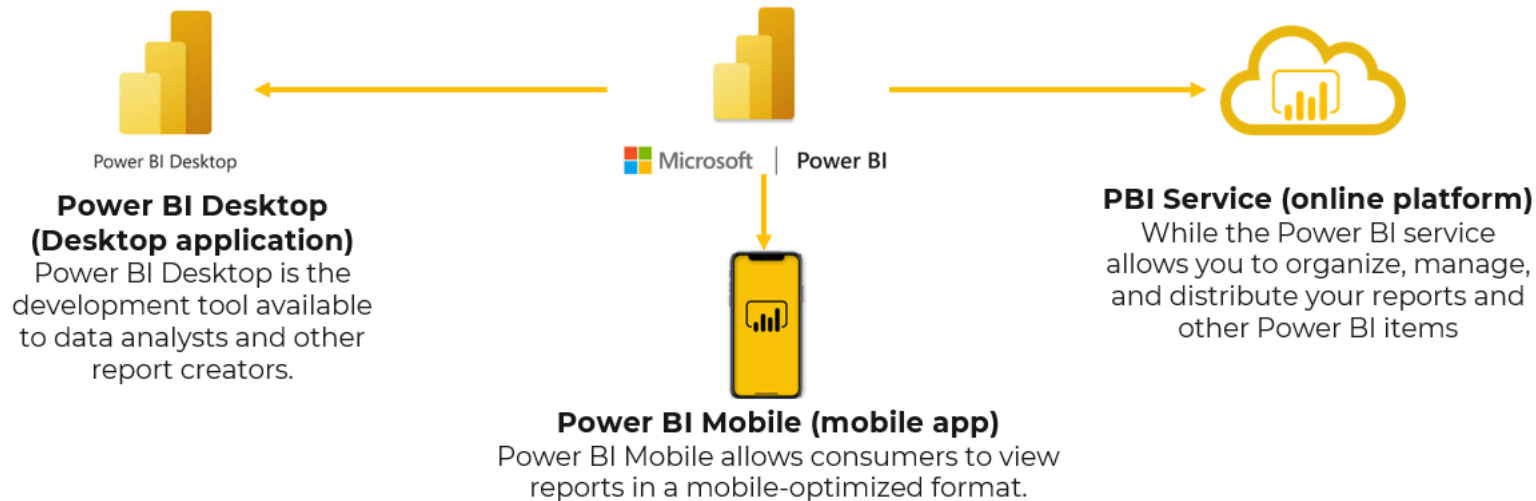 Power BI Desktop
Power BI Desktop
(Desktop application)
Power BI Desktop is the
development tool available
to data analysts and other
report creators.
Microsoft | Power BI
Power BI Mobile (mobile app)
Power BI Mobile allows consumers to view
reports in a mobile-optimized format.
PBI Service (online platform)
While the Power BI service
allows you to organize, manage,
and distribute your reports and
other Power BI items